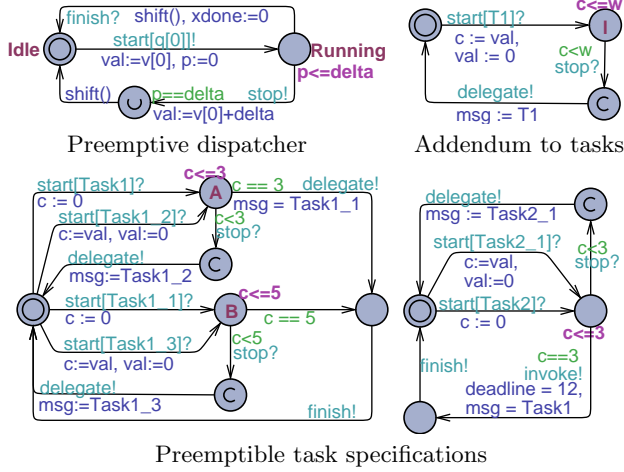 finish?
shift(), xdone:=0
start[q[0]]!
Idle
Running
val:=v[0], p:=0
p<=delta
shift()
p==delta
stop!
val:=v[0]+delta
Preemptive dispatcher
c<=w
start[T1]?
I
c := val,
val := 0
c<w
stop?
delegate!
C
msg := T1
Addendum to tasks
c<=3
start[Task1]?
A
c == 3
delegate!
c := 0
msg = Task1_1
start[Task1_2]?
c<3
c:=val, val:=0
stop?
delegate!
C
msg:=Task1_2
start[Task1_1]?
c<=5
B
c := 0
c == 5
start[Task1_3]?
c<5
c:=val, val:=0
stop?
delegate!
C
msg:=Task1_3
finish!
delegate!
C
msg := Task2_1
start[Task2_1]?
c<3
c:=val,
stop?
val:=0
start[Task2]?
c := 0
c<=3
c==3
finish!
invoke!
deadline = 12,
msg = Task1
Preemptible task specifications